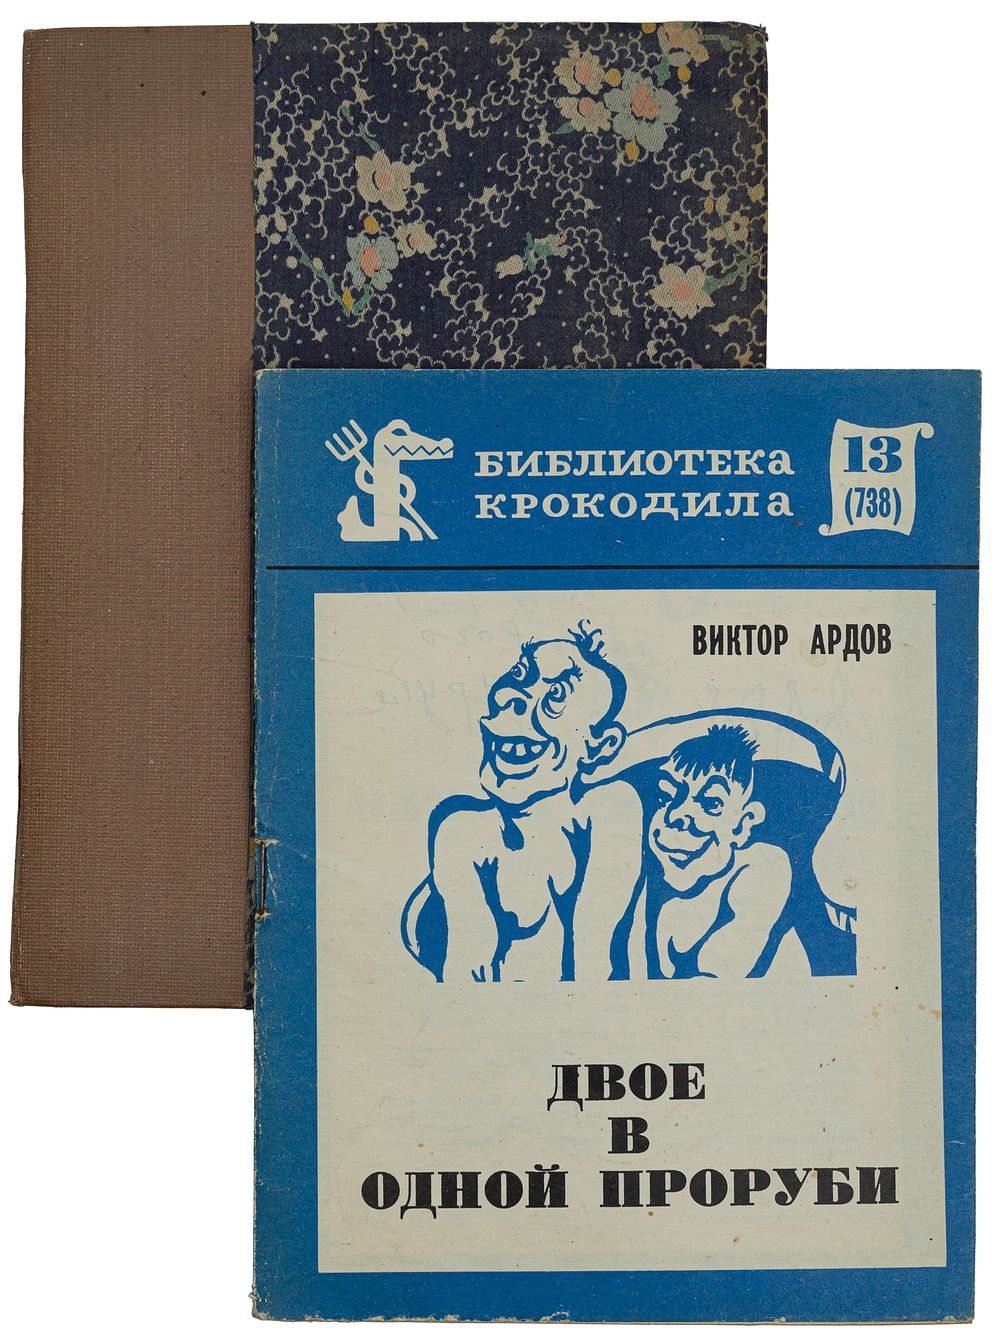 БИБЛИОТЕКА
КРОКОДИЛА
13
(738)
ВИКТОР АРДОВ
ДВОЕ
В
ОДНОЙ ПРОРУБИ